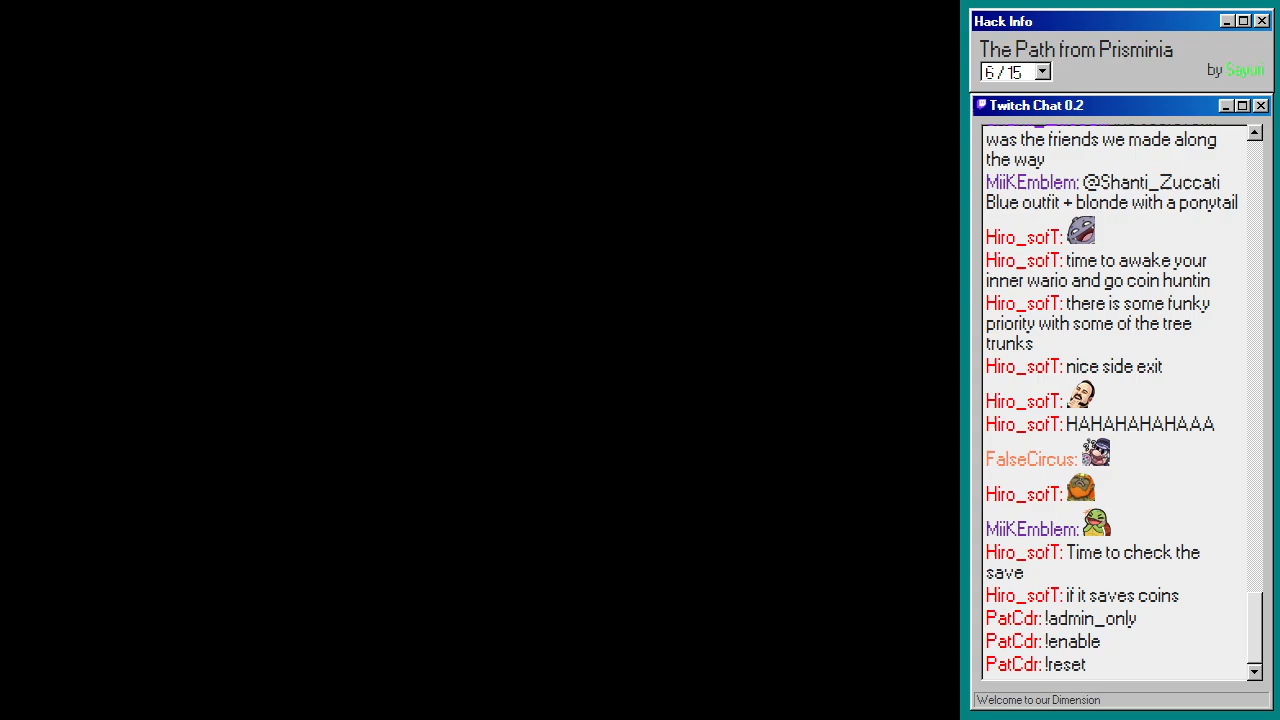 Hack Info
The Path from Prisminia
6 / 15
by Sayuri
Twitch Chat 0.2
was the friends we made along
the way
MiiKEmblem: @Shanti_Zuccati
Blue outfit + blonde with a ponytail
Hiro_sofT:
Hiro_sofT: time to awake your
inner wario and go coin huntin
Hiro_sofT: there is some funky
priority with some of the tree
trunks
Hiro_sofT: nice side exit
Hiro_sofT:
Hiro_sofT: HAHAHAHAHAAA
FalseCircus:
Hiro_sofT:
MiiKEmblem:
Hiro_sofT: Time to check the
save
Hiro_sofT: if it saves coins
PatCdr: !admin_only
PatCdr: !enable
PatCdr: !reset
Welcome to our Dimension